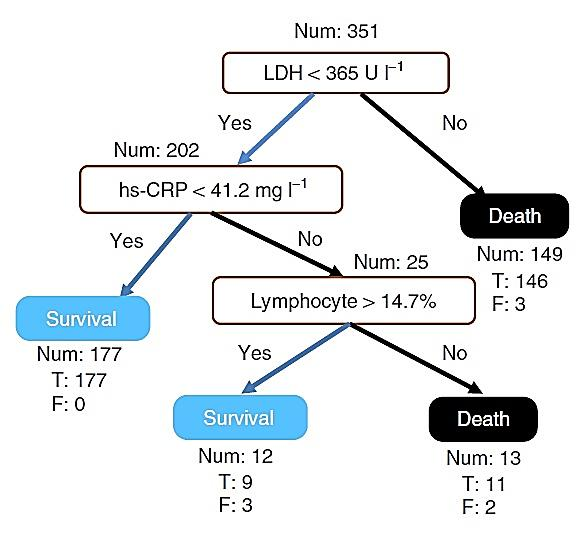 Num: 351
LDH < 365 U l⁻¹
Yes
No
Num: 202
hs-CRP < 41.2 mg l⁻¹
Death
Num: 149
T: 146
F: 3
Yes
No
Num: 25
Lymphocyte > 14.7%
Survival
Num: 177
T: 177
F: 0
Yes
No
Survival
Num: 12
T: 9
F: 3
Death
Num: 13
T: 11
F: 2